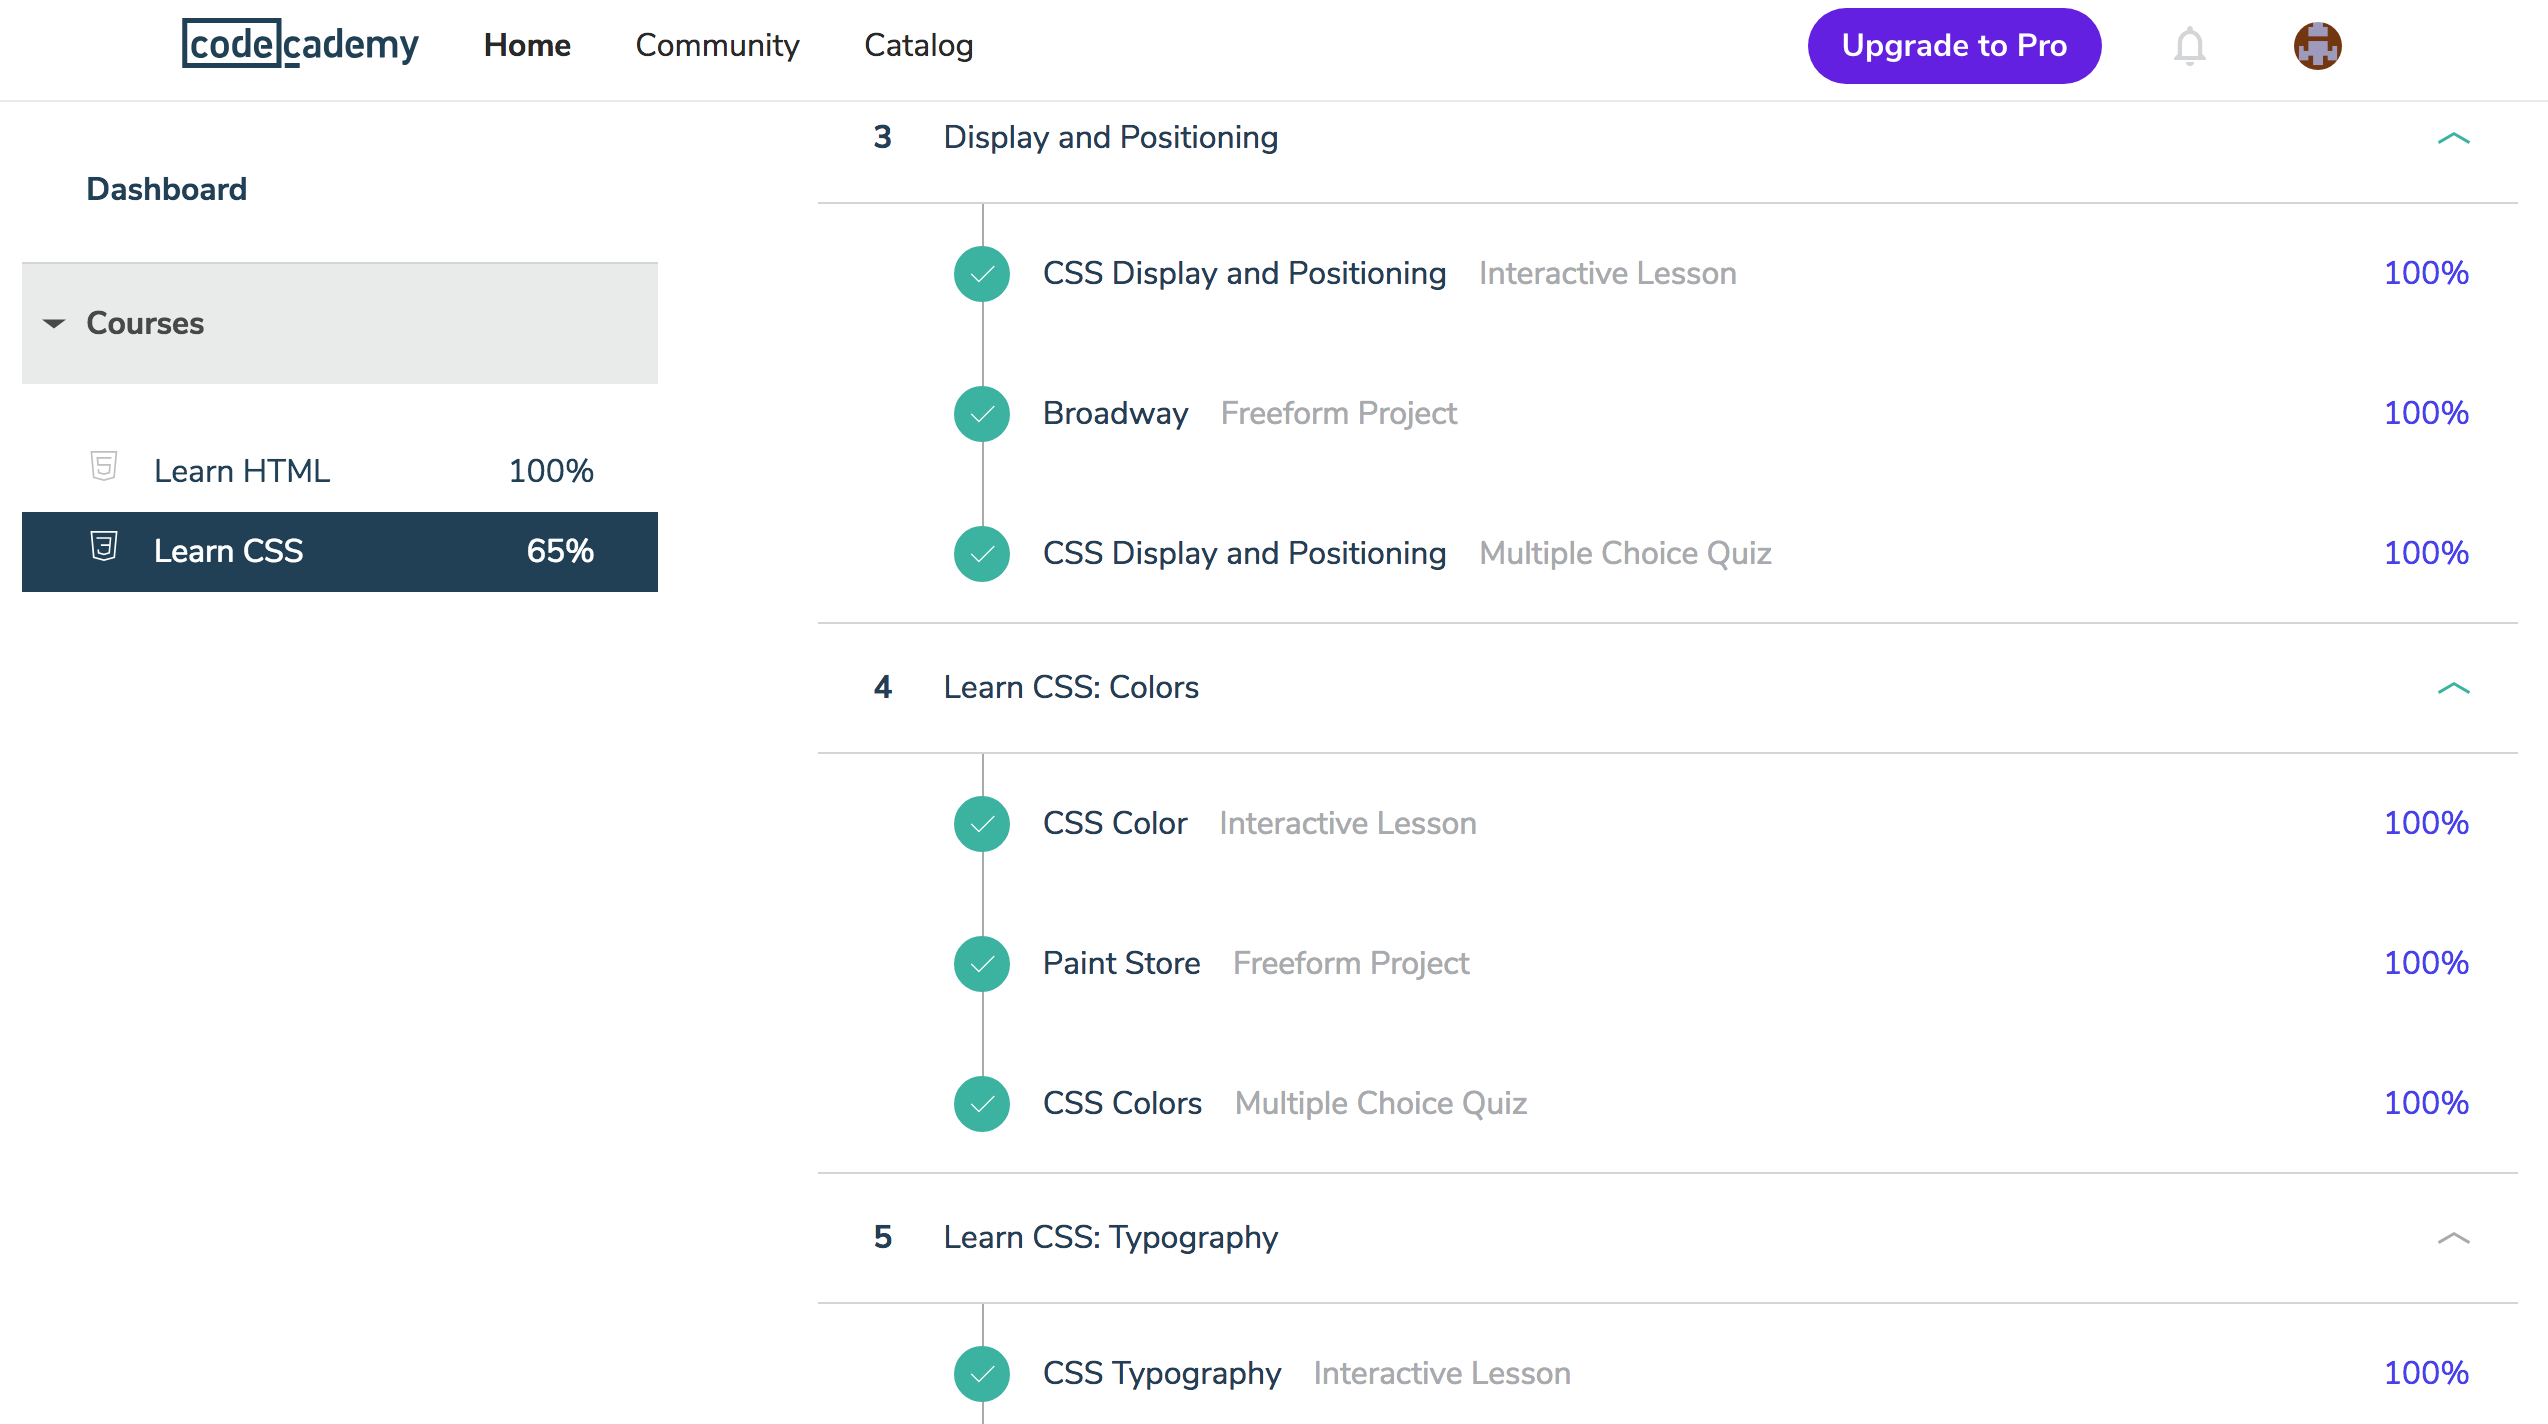 codecademy Home Community Catalog Upgrade to Pro
Dashboard
Courses
Learn HTML 100%
Learn CSS 65%
3 Display and Positioning
CSS Display and Positioning Interactive Lesson 100%
Broadway Freeform Project 100%
CSS Display and Positioning Multiple Choice Quiz 100%
4 Learn CSS: Colors
CSS Color Interactive Lesson 100%
Paint Store Freeform Project 100%
CSS Colors Multiple Choice Quiz 100%
5 Learn CSS: Typography
CSS Typography Interactive Lesson 100%